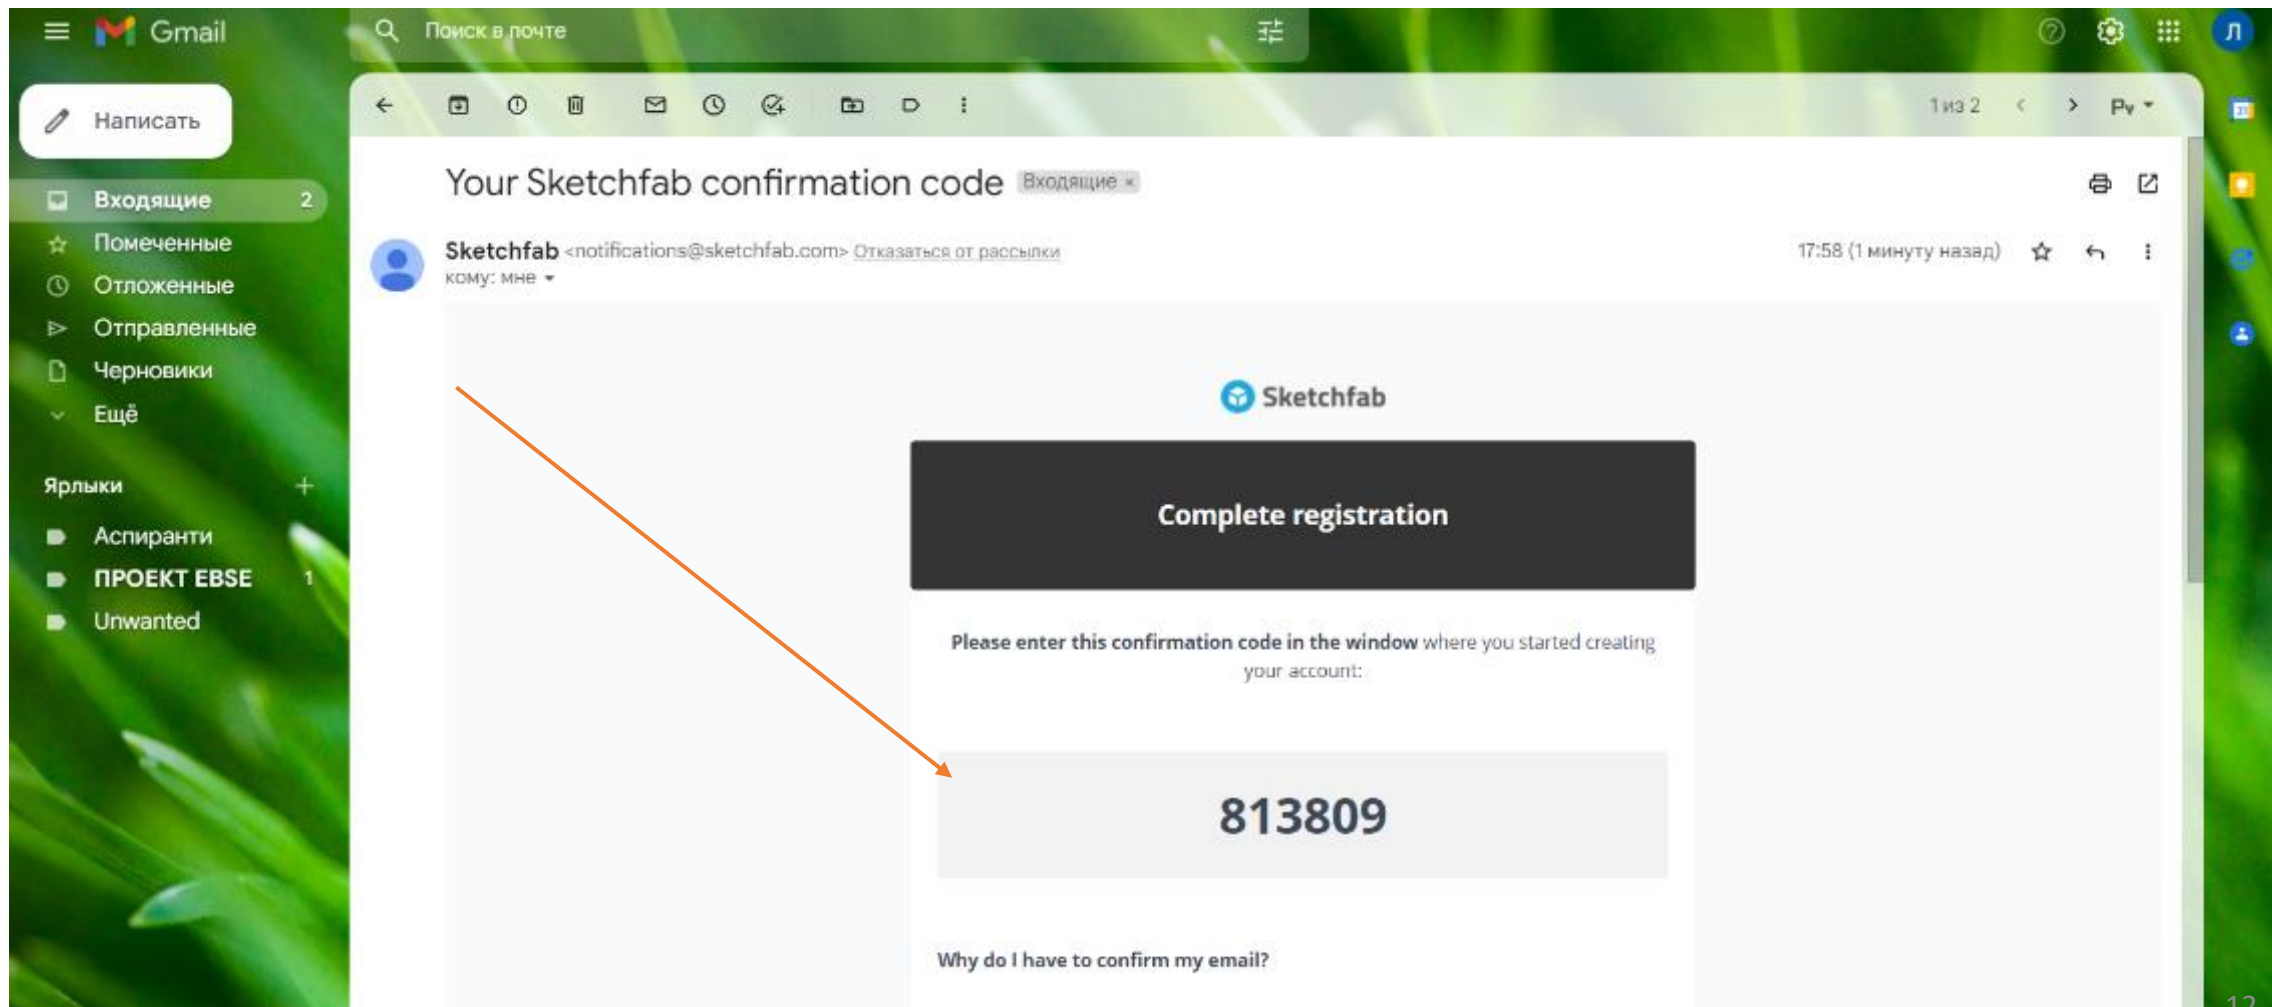 Gmail
Поиск в почте
Л
Написать
1 из 2
Ру
Входящие 2
Помеченные
Отложенные
Отправленные
Черновики
Ещё
Ярлыки
Аспиранти
ПРОЕКТ EBSE 1
Unwanted
Your Sketchfab confirmation code Входящие ×
Sketchfab <notifications@sketchfab.com> Отказаться от рассылки
17:58 (1 минуту назад)
кому: мне
Sketchfab
Complete registration
Please enter this confirmation code in the window where you started creating
your account:
813809
Why do I have to confirm my email?
12